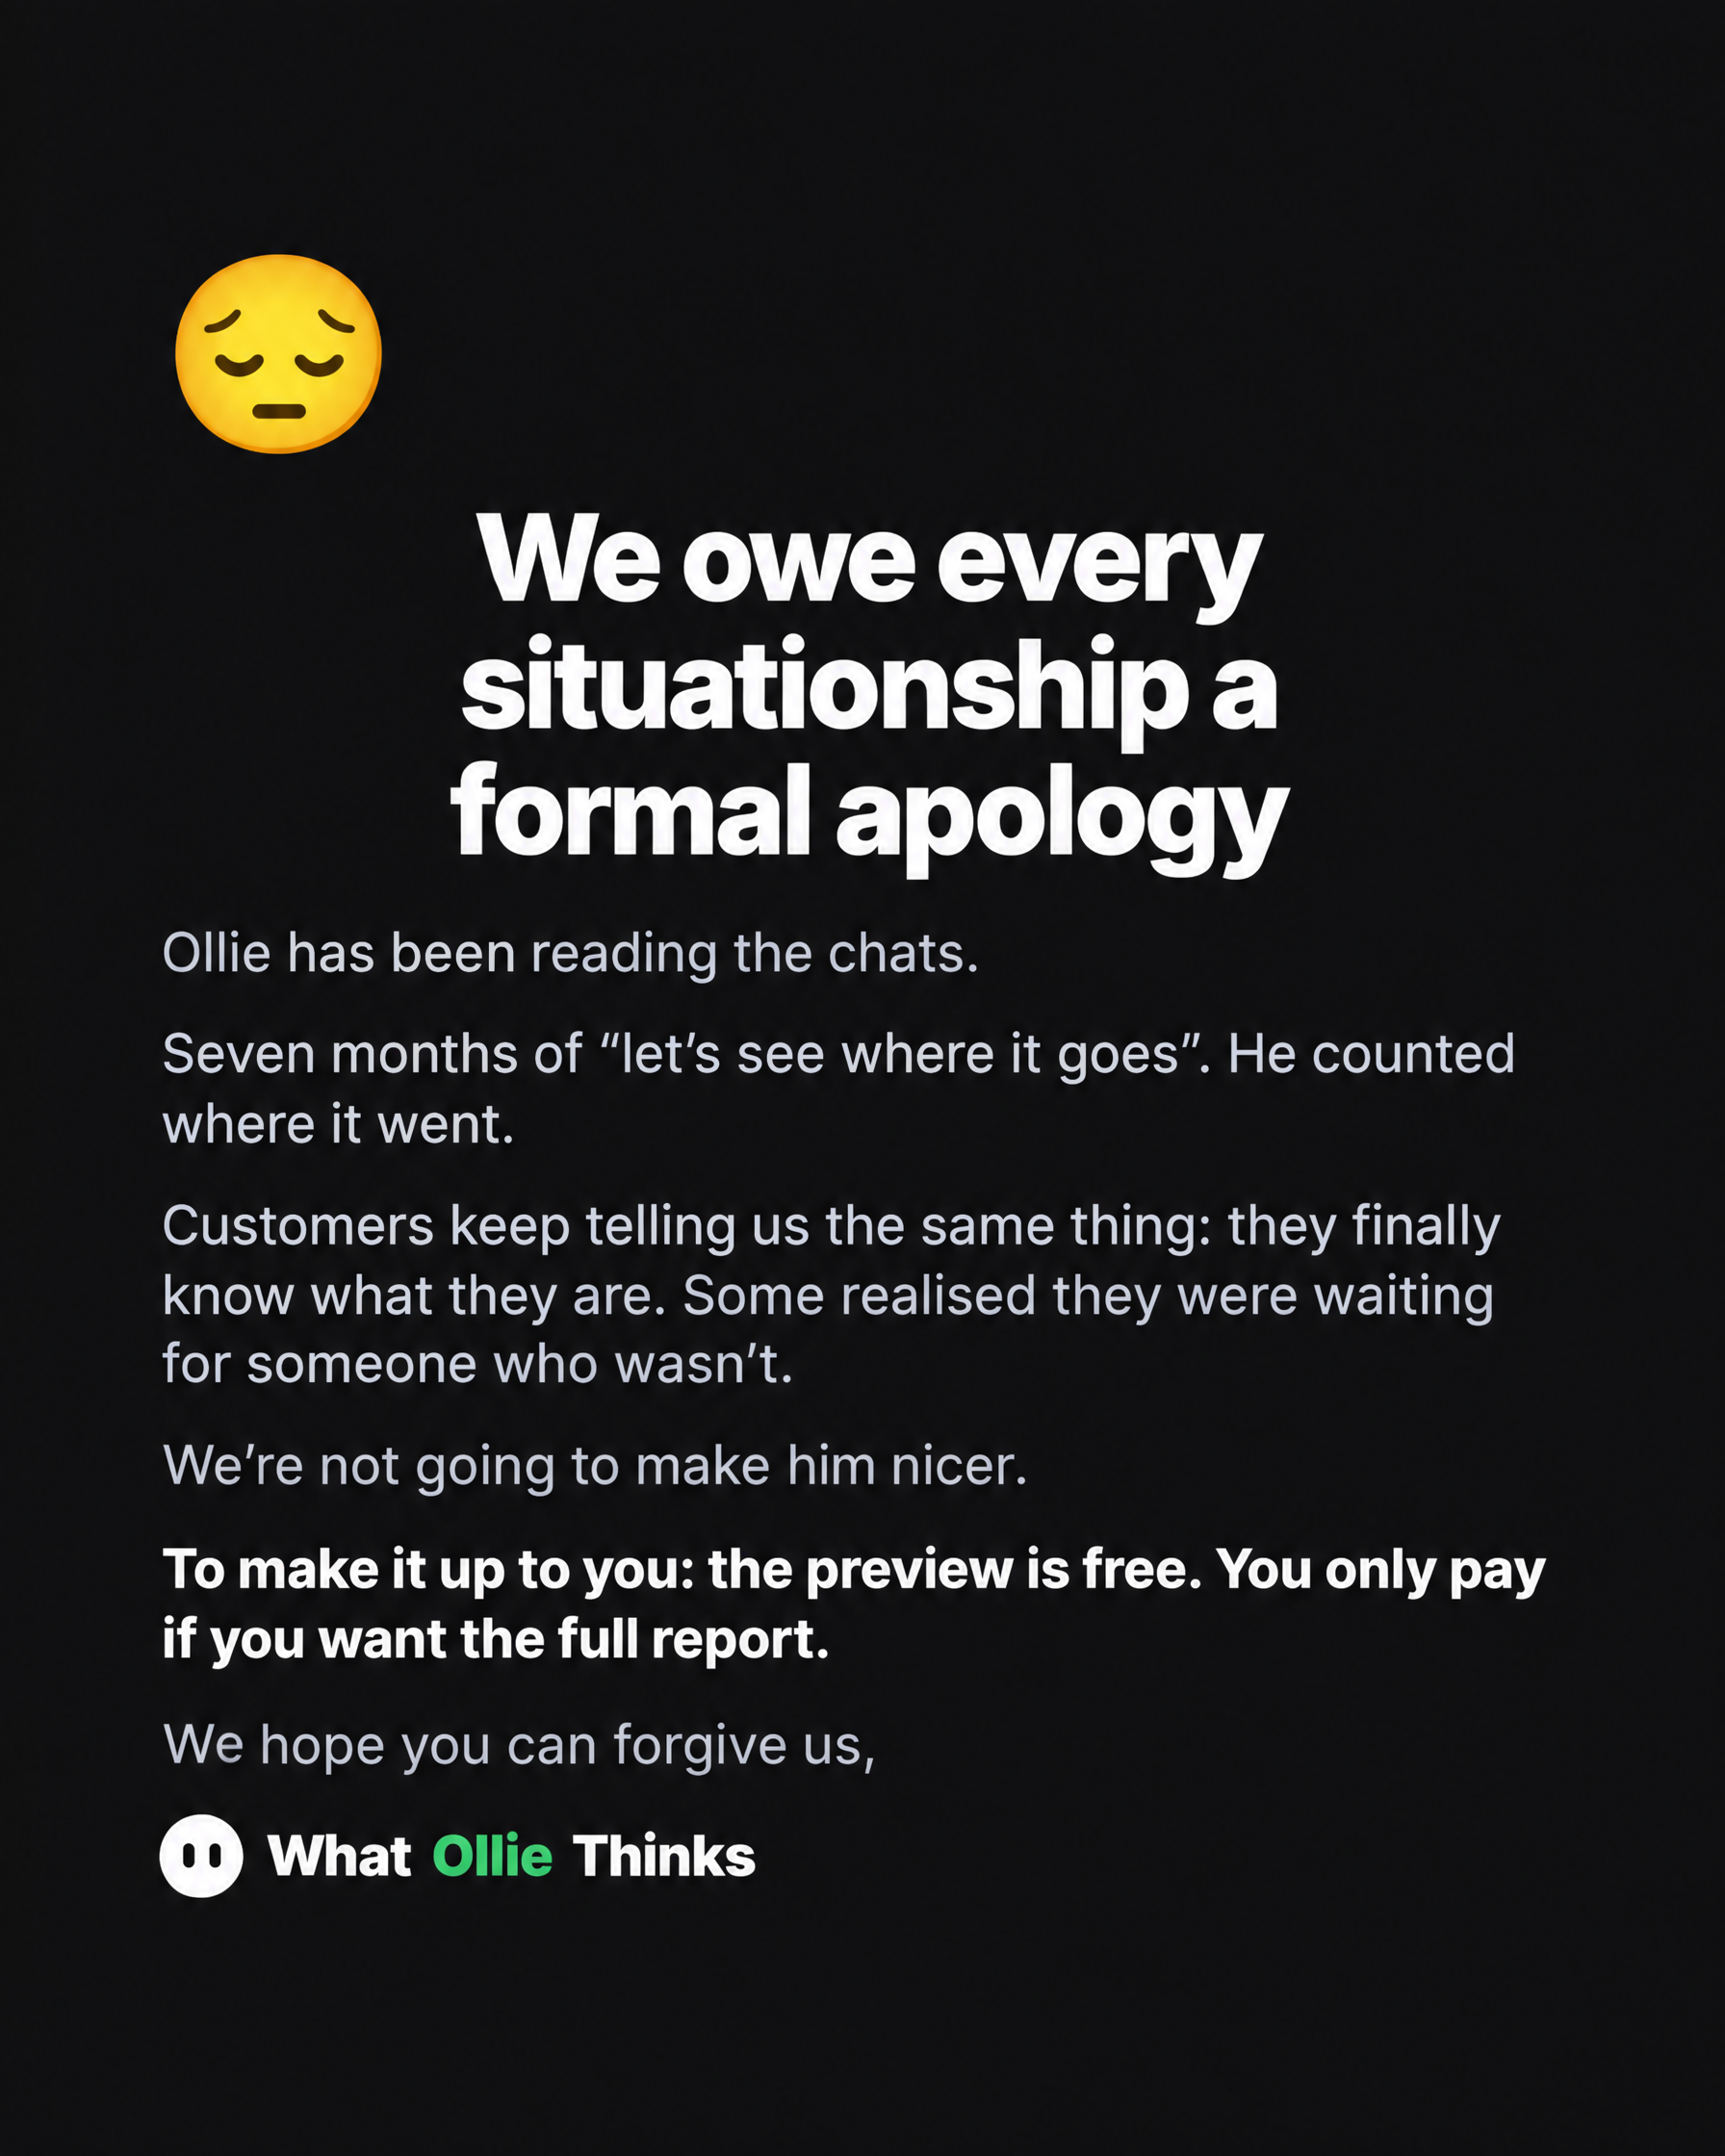 We owe every
situationship a
formal apology
Ollie has been reading the chats.
Seven months of “let’s see where it goes”. He counted
where it went.
Customers keep telling us the same thing: they finally
know what they are. Some realised they were waiting
for someone who wasn’t.
We’re not going to make him nicer.
To make it up to you: the preview is free. You only pay
if you want the full report.
We hope you can forgive us,
What Ollie Thinks